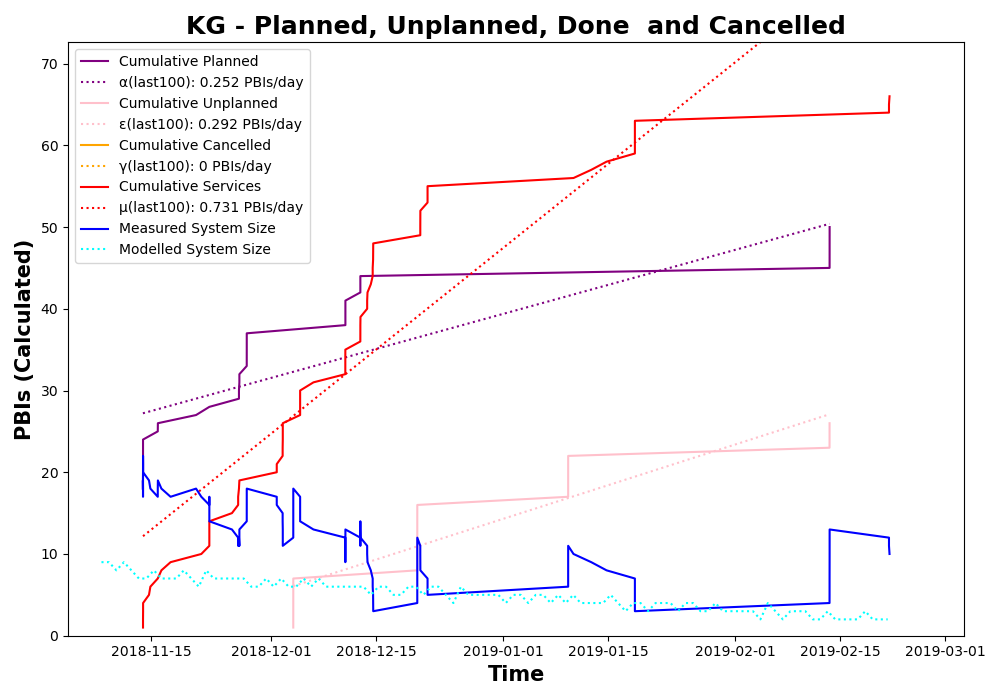 KG - Planned, Unplanned, Done  and Cancelled
PBIs (Calculated)
70
60
50
40
30
20
10
0
Cumulative Planned
α(last100): 0.252 PBIs/day
Cumulative Unplanned
ε(last100): 0.292 PBIs/day
Cumulative Cancelled
γ(last100): 0 PBIs/day
Cumulative Services
μ(last100): 0.731 PBIs/day
Measured System Size
Modelled System Size
2018-11-15 2018-12-01 2018-12-15 2019-01-01 2019-01-15 2019-02-01 2019-02-15 2019-03-01
Time